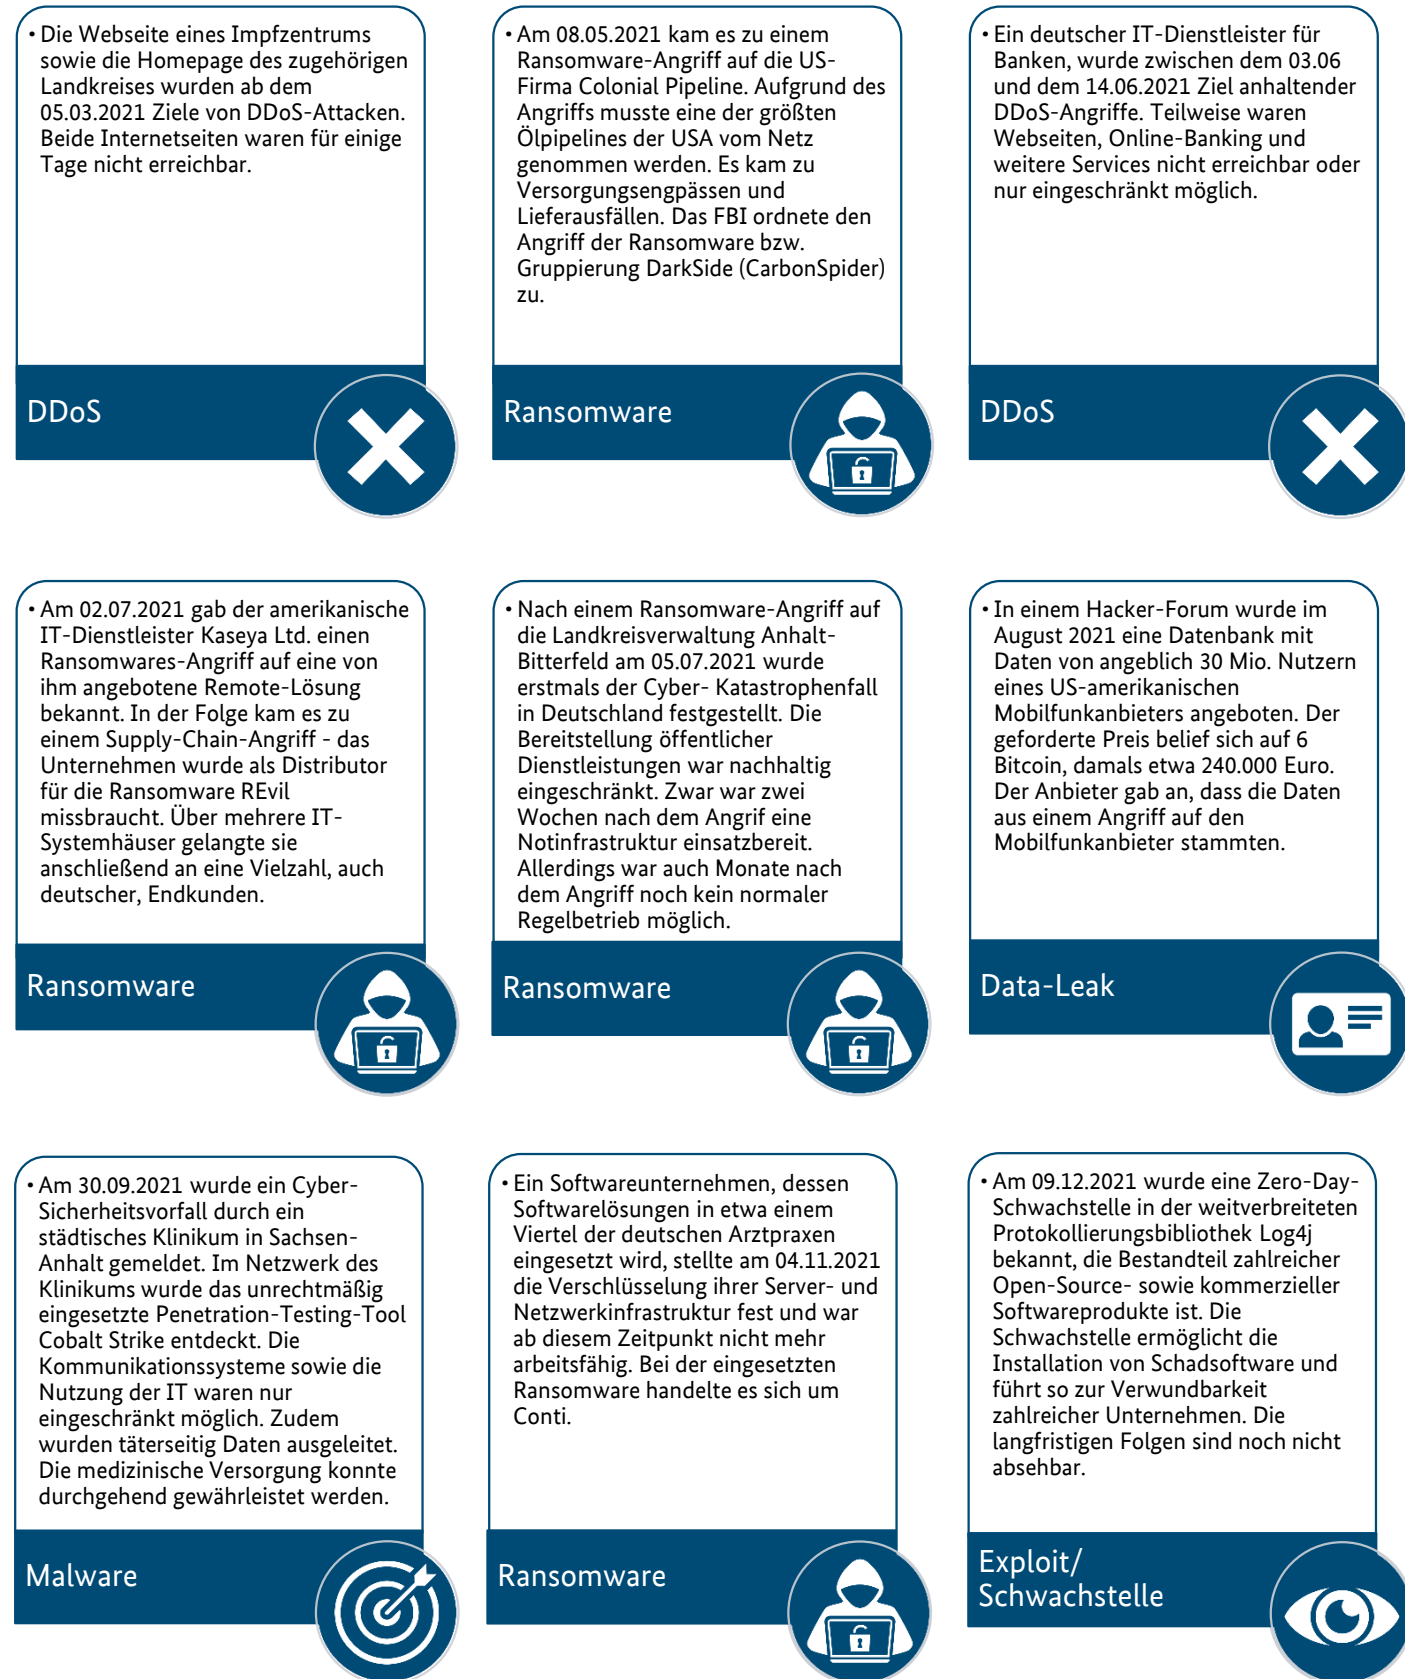 • Die Webseite eines Impfzentrums
sowie die Homepage des zugehörigen
Landkreises wurden ab dem
05.03.2021 Ziele von DDoS-Attacken.
Beide Internetseiten waren für einige
Tage nicht erreichbar.
DDoS
• Am 08.05.2021 kam es zu einem
Ransomware-Angriff auf die US-
Firma Colonial Pipeline. Aufgrund des
Angriffs musste eine der größten
Ölpipelines der USA vom Netz
genommen werden. Es kam zu
Versorgungsengpässen und
Lieferausfällen. Das FBI ordnete den
Angriff der Ransomware bzw.
Gruppierung DarkSide (CarbonSpider)
zu.
Ransomware
• Ein deutscher IT-Dienstleister für
Banken, wurde zwischen dem 03.06
und dem 14.06.2021 Ziel anhaltender
DDoS-Angriffe. Teilweise waren
Webseiten, Online-Banking und
weitere Services nicht erreichbar oder
nur eingeschränkt möglich.
DDoS
• Am 02.07.2021 gab der amerikanische
IT-Dienstleister Kaseya Ltd. einen
Ransomwares-Angriff auf eine von
ihm angebotene Remote-Lösung
bekannt. In der Folge kam es zu
einem Supply-Chain-Angriff - das
Unternehmen wurde als Distributor
für die Ransomware REvil
missbraucht. Über mehrere IT-
Systemhäuser gelangte sie
anschließend an eine Vielzahl, auch
deutscher, Endkunden.
Ransomware
• Nach einem Ransomware-Angriff auf
die Landkreisverwaltung Anhalt-
Bitterfeld am 05.07.2021 wurde
erstmals der Cyber- Katastrophenfall
in Deutschland festgestellt. Die
Bereitstellung öffentlicher
Dienstleistungen war nachhaltig
eingeschränkt. Zwar war zwei
Wochen nach dem Angrif eine
Notinfrastruktur einsatzbereit.
Allerdings war auch Monate nach
dem Angriff noch kein normaler
Regelbetrieb möglich.
Ransomware
• In einem Hacker-Forum wurde im
August 2021 eine Datenbank mit
Daten von angeblich 30 Mio. Nutzern
eines US-amerikanischen
Mobilfunkanbieters angeboten. Der
geforderte Preis belief sich auf 6
Bitcoin, damals etwa 240.000 Euro.
Der Anbieter gab an, dass die Daten
aus einem Angriff auf den
Mobilfunkanbieter stammten.
Data-Leak
• Am 30.09.2021 wurde ein Cyber-
Sicherheitsvorfall durch ein
städtisches Klinikum in Sachsen-
Anhalt gemeldet. Im Netzwerk des
Klinikums wurde das unrechtmäßig
eingesetzte Penetration-Testing-Tool
Cobalt Strike entdeckt. Die
Kommunikationssysteme sowie die
Nutzung der IT waren nur
eingeschränkt möglich. Zudem
wurden täterseitig Daten ausgeleitet.
Die medizinische Versorgung konnte
durchgehend gewährleistet werden.
Malware
• Ein Softwareunternehmen, dessen
Softwarelösungen in etwa einem
Viertel der deutschen Arztpraxen
eingesetzt wird, stellte am 04.11.2021
die Verschlüsselung ihrer Server- und
Netzwerkinfrastruktur fest und war
ab diesem Zeitpunkt nicht mehr
arbeitsfähig. Bei der eingesetzten
Ransomware handelte es sich um
Conti.
Ransomware
• Am 09.12.2021 wurde eine Zero-Day-
Schwachstelle in der weitverbreiteten
Protokollierungsbibliothek Log4j
bekannt, die Bestandteil zahlreicher
Open-Source- sowie kommerzieller
Softwareprodukte ist. Die
Schwachstelle ermöglicht die
Installation von Schadsoftware und
führt so zur Verwundbarkeit
zahlreicher Unternehmen. Die
langfristigen Folgen sind noch nicht
absehbar.
Exploit/
Schwachstelle